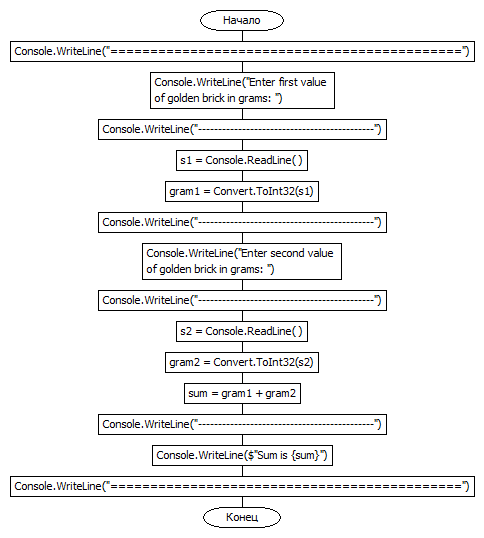 Начало
Console.WriteLine("============================================")
Console.WriteLine("Enter first value
of golden brick in grams: ")
Console.WriteLine("--------------------------------------------")
s1 = Console.ReadLine( )
gram1 = Convert.ToInt32(s1)
Console.WriteLine("--------------------------------------------")
Console.WriteLine("Enter second value
of golden brick in grams: ")
Console.WriteLine("--------------------------------------------")
s2 = Console.ReadLine( )
gram2 = Convert.ToInt32(s2)
sum = gram1 + gram2
Console.WriteLine("--------------------------------------------")
Console.WriteLine($"Sum is {sum}")
Console.WriteLine("============================================")
Конец